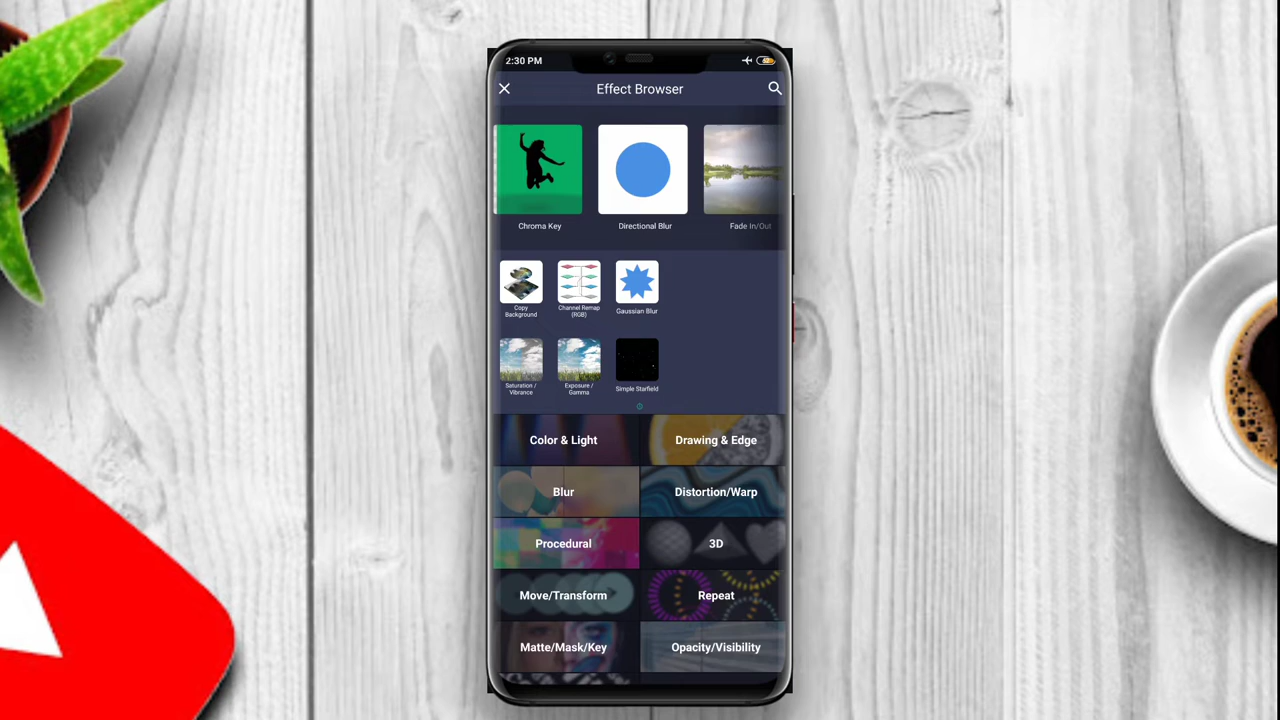 2:30 PM
Effect Browser
Chroma Key
Directional Blur
Fade In/Out
Copy
Background
Channel Remap
(RGB)
Gaussian Blur
Saturation /
Vibrance
Exposure /
Gamma
Simple Starfield
Color & Light
Drawing & Edge
Blur
Distortion/Warp
Procedural
3D
Move/Transform
Repeat
Matte/Mask/Key
Opacity/Visibility